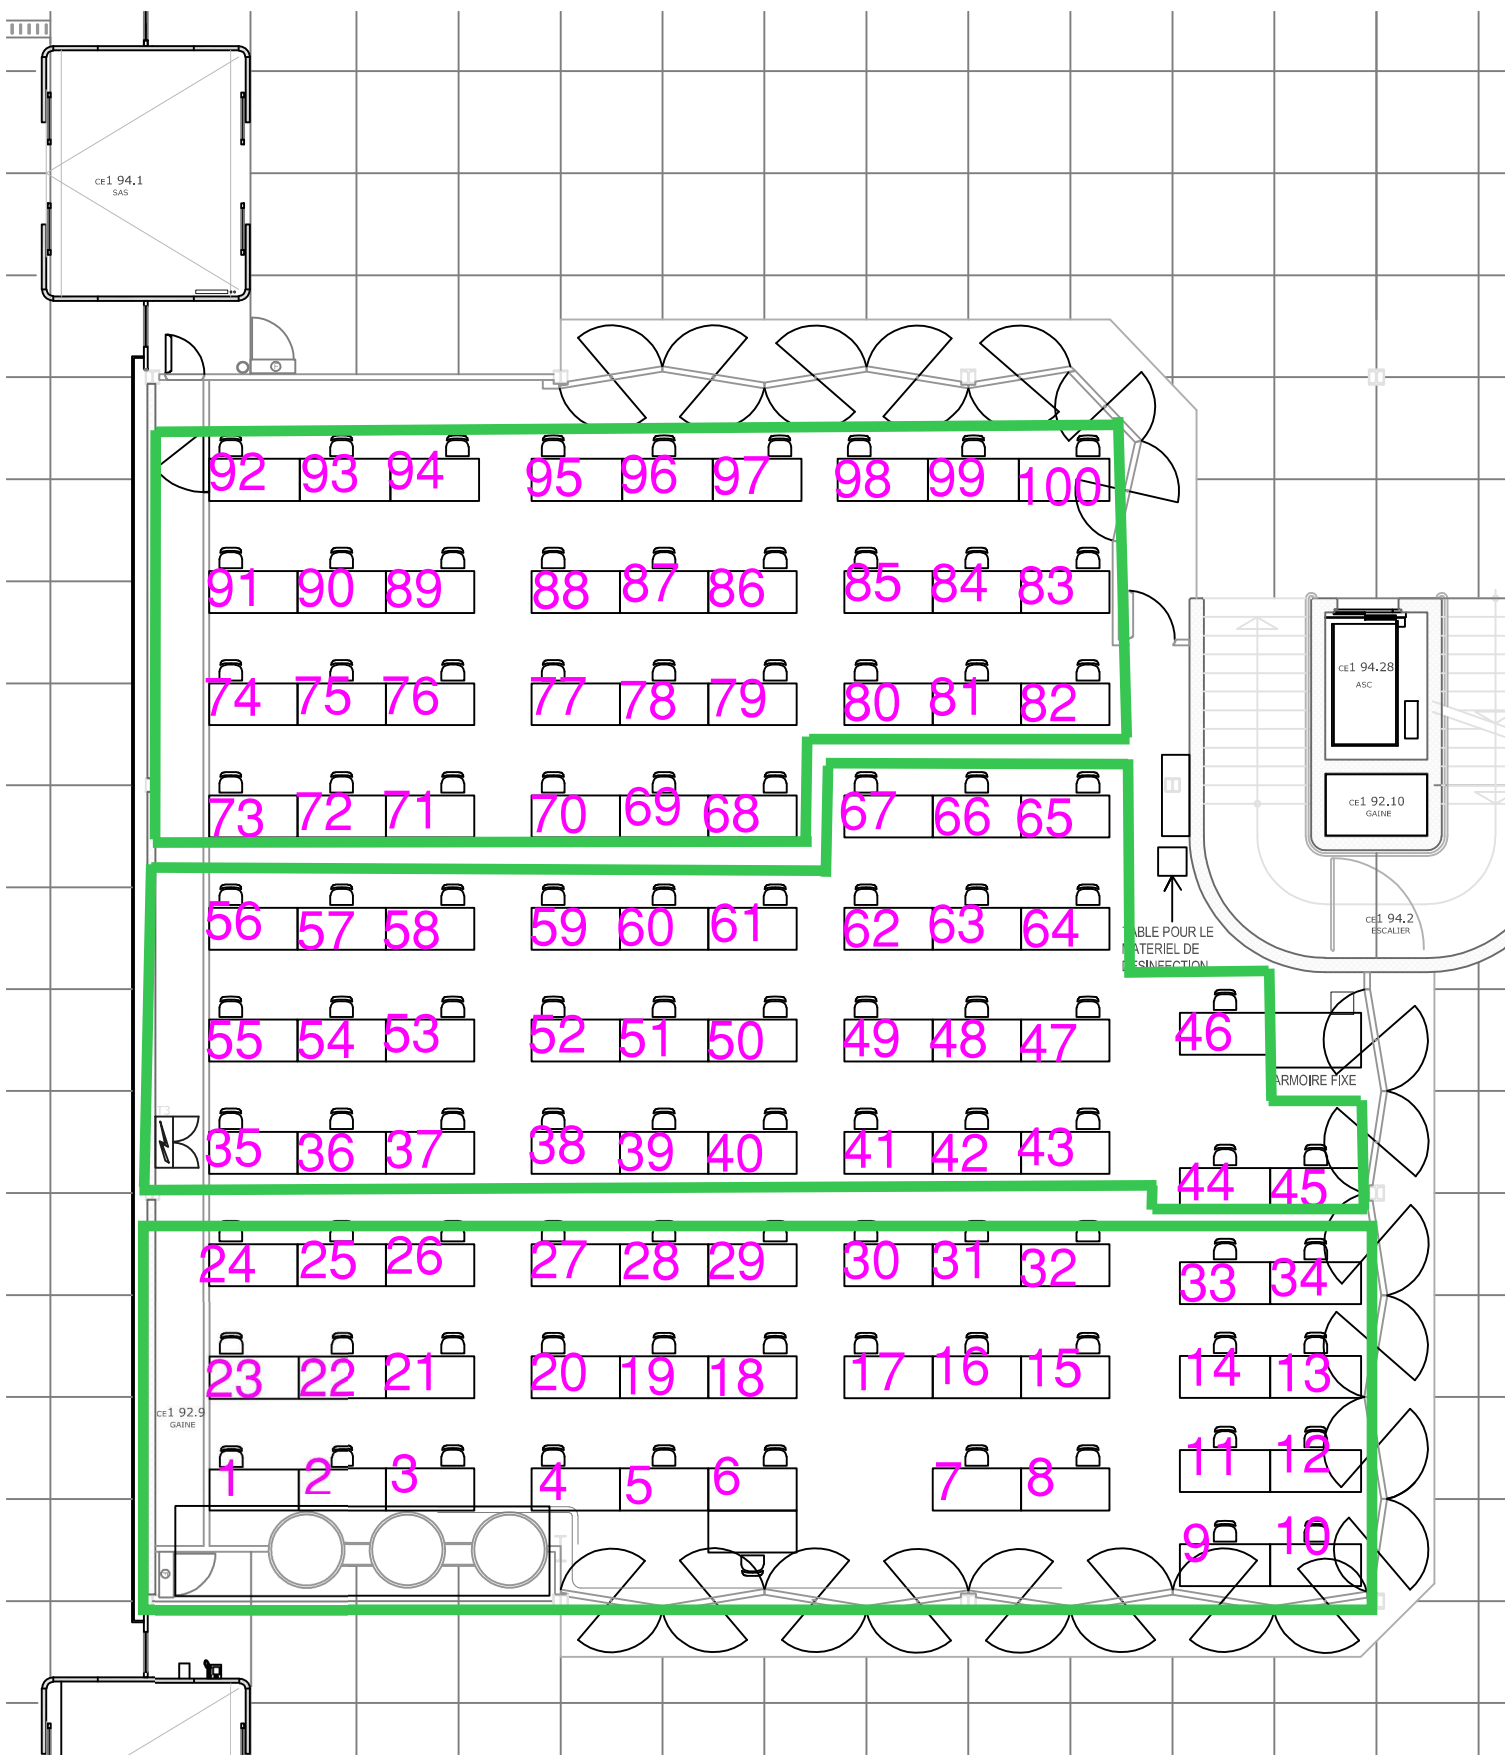 CE1 94.1
SAS
92 93 94 95 96 97 98 99 100
91 90 89 88 87 86 85 84 83
CE1 94.28
ASC
74 75 76 77 78 79 80 81 82
73 72 71 70 69 68 67 66 65
CE1 92.10
GAINE
56 57 58 59 60 61 62 63 64
CE1 94.2
ESCALIER
TABLE POUR LE
MATERIEL DE
DESINFECTION
55 54 53 52 51 50 49 48 47 46
ARMOIRE FIXE
35 36 37 38 39 40 41 42 43 44 45
24 25 26 27 28 29 30 31 32 33 34
23 22 21 20 19 18 17 16 15 14 13
CE1 92.9
GAINE
1 2 3 4 5 6 7 8 11 12
9 10